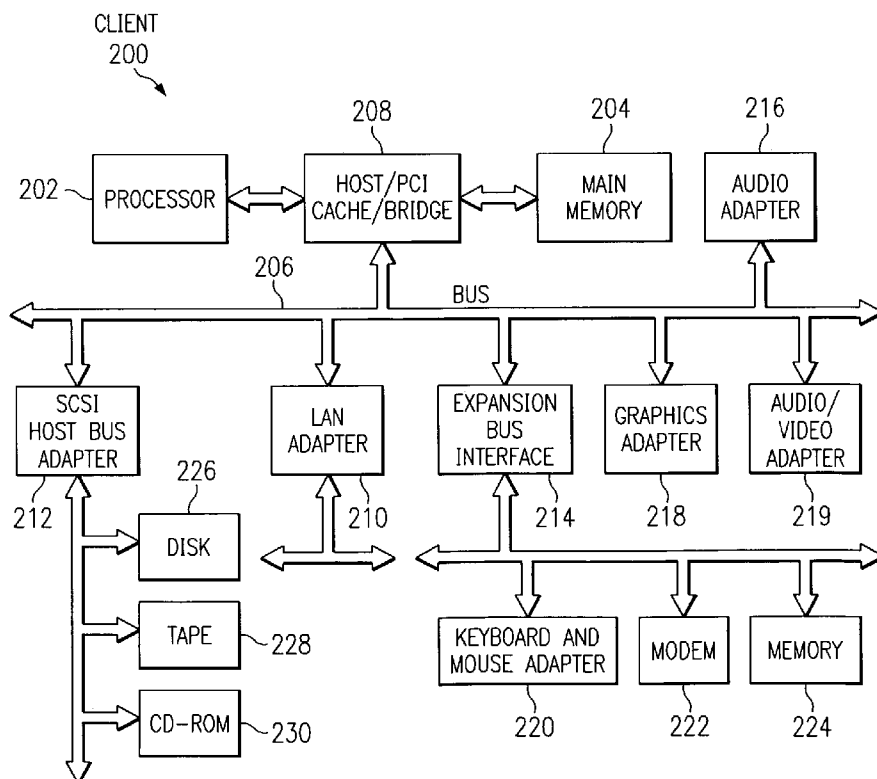 CLIENT
200
208
204
216
202
PROCESSOR
HOST/PCI
CACHE/BRIDGE
MAIN
MEMORY
AUDIO
ADAPTER
206
BUS
SCSI
HOST BUS
ADAPTER
LAN
ADAPTER
EXPANSION
BUS
INTERFACE
GRAPHICS
ADAPTER
AUDIO/
VIDEO
ADAPTER
212
226
210
214
218
219
DISK
TAPE
228
KEYBOARD AND
MOUSE ADAPTER
MODEM
MEMORY
220
222
224
CD-ROM
230